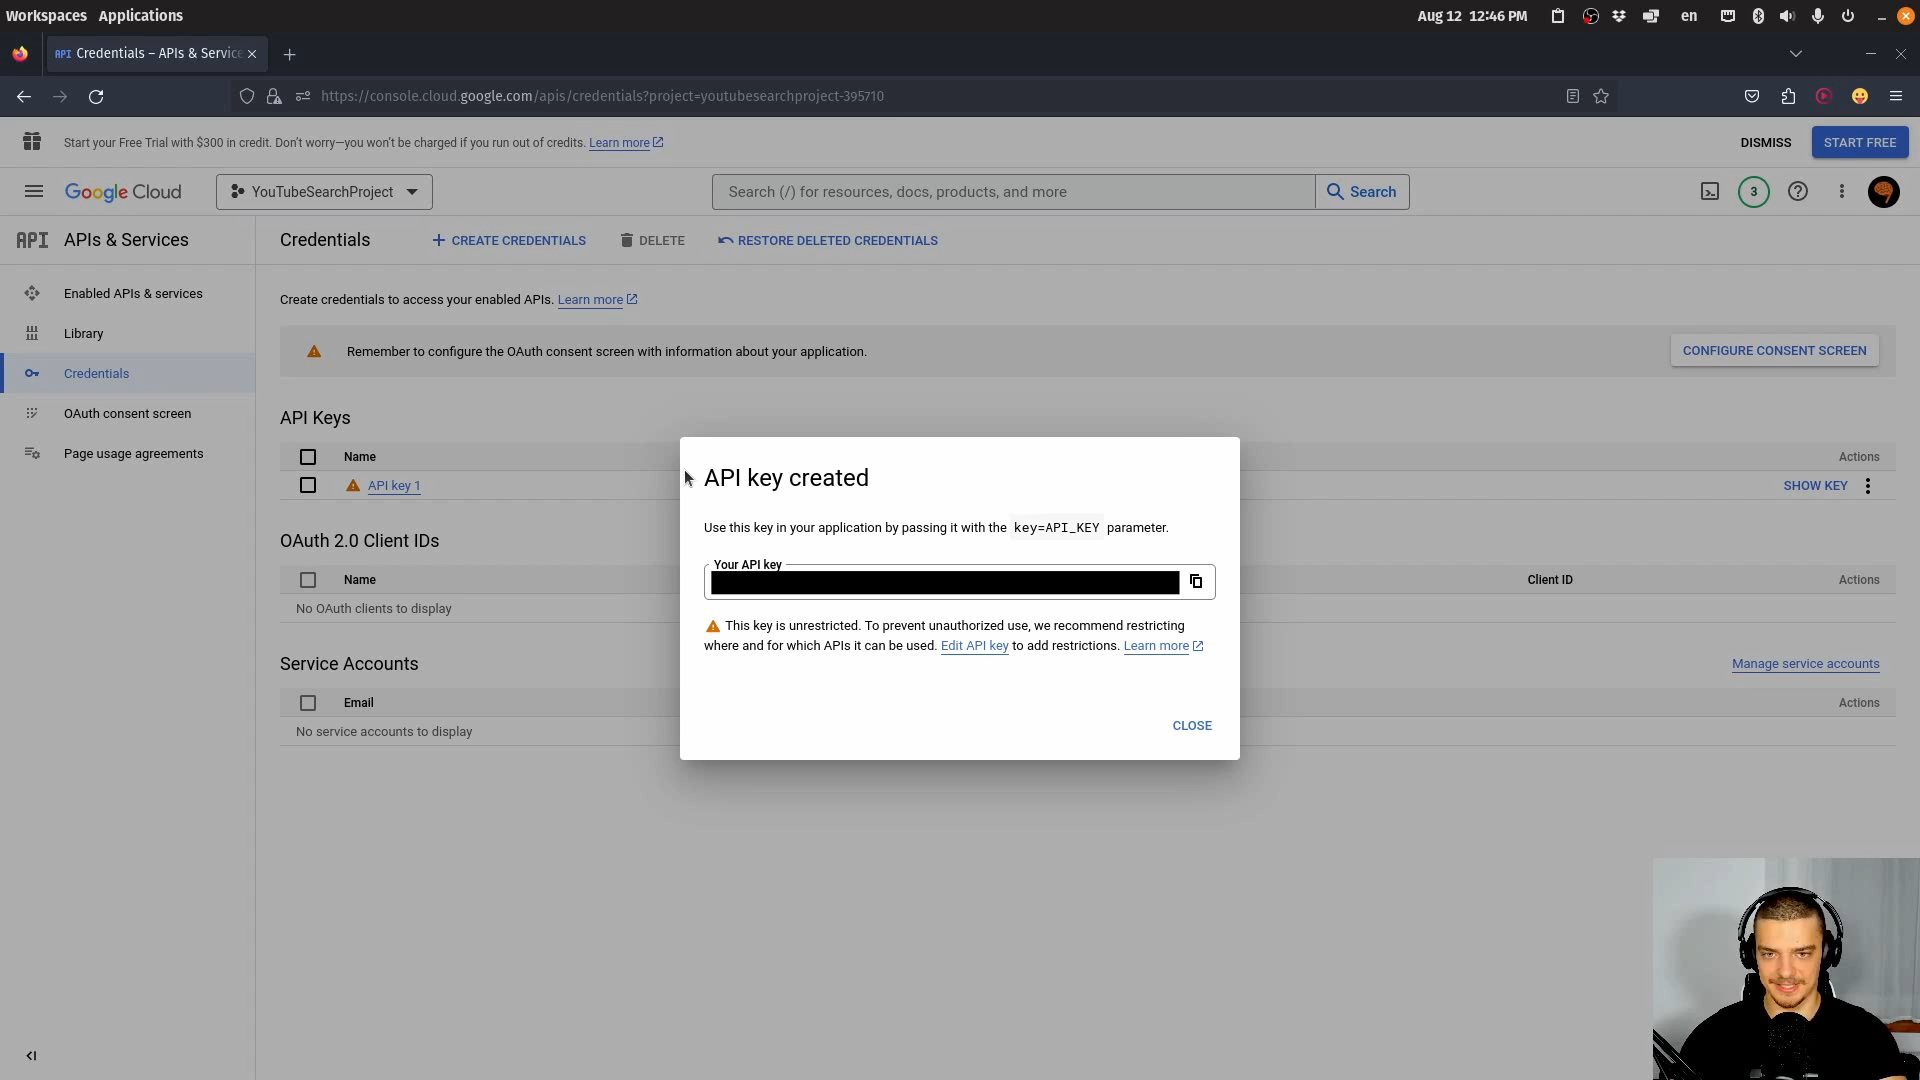 Workspaces Applications
Aug 12 12:46 PM
en
API Credentials – APIs & Service
https://console.cloud.google.com/apis/credentials?project=youtubesearchproject-395710
Start your Free Trial with $300 in credit. Don't worry—you won't be charged if you run out of credits. Learn more
DISMISS
START FREE
Google Cloud
YouTubeSearchProject
Search (/) for resources, docs, products, and more
Search
3
API APIs & Services
Credentials
CREATE CREDENTIALS
DELETE
RESTORE DELETED CREDENTIALS
Enabled APIs & services
Library
Credentials
OAuth consent screen
Page usage agreements
Create credentials to access your enabled APIs. Learn more
Remember to configure the OAuth consent screen with information about your application.
CONFIGURE CONSENT SCREEN
API Keys
Name
Actions
API key 1
SHOW KEY
OAuth 2.0 Client IDs
Name
Client ID
Actions
No OAuth clients to display
Service Accounts
Manage service accounts
Email
Actions
No service accounts to display
API key created
Use this key in your application by passing it with the key=API_KEY parameter.
Your API key
This key is unrestricted. To prevent unauthorized use, we recommend restricting
where and for which APIs it can be used. Edit API key to add restrictions. Learn more
CLOSE